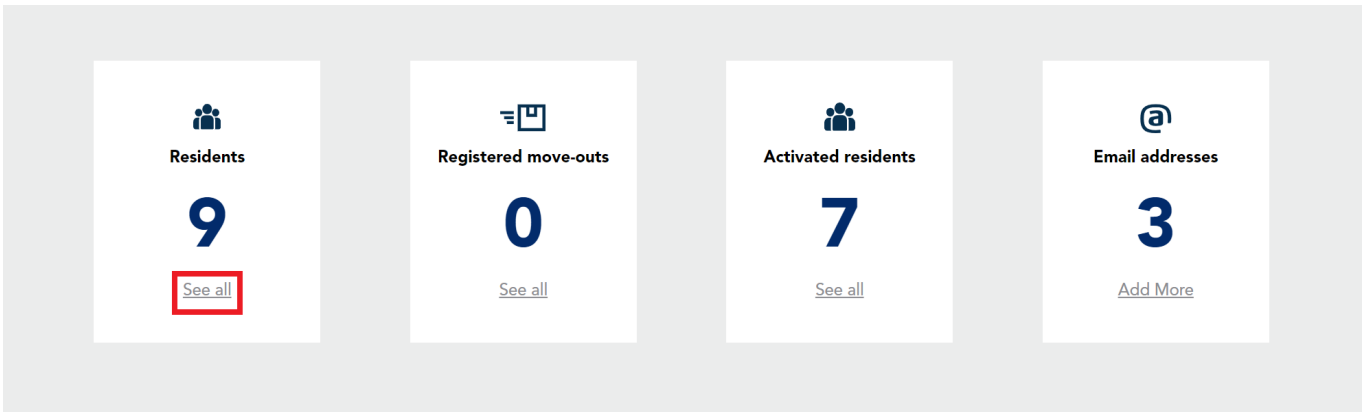 Residents
9
See all
Registered move-outs
0
See all
Activated residents
7
See all
@
Email addresses
3
Add More